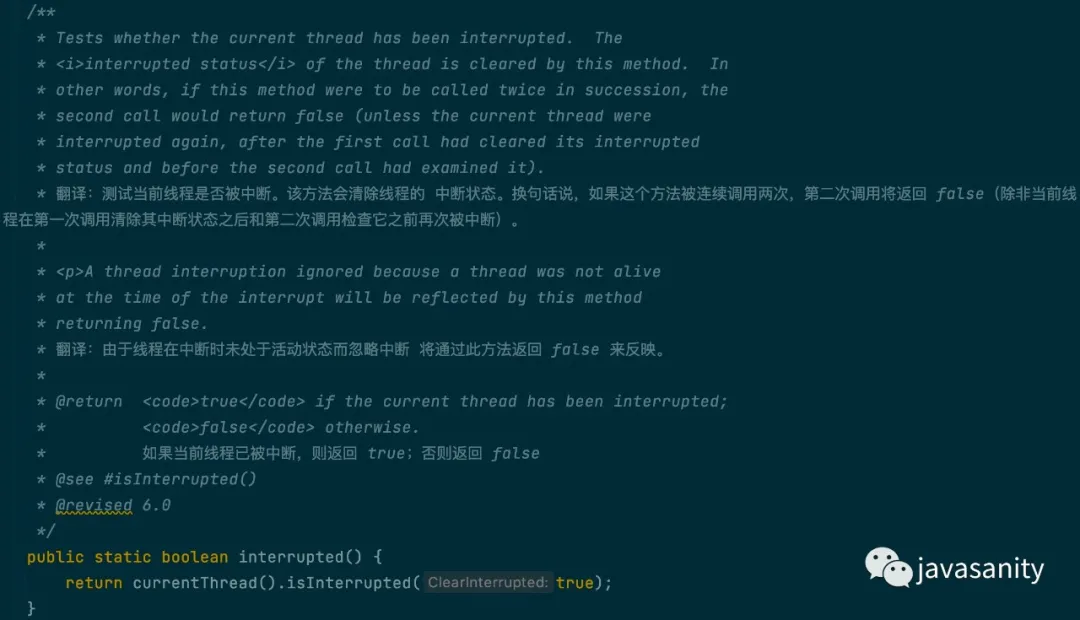 /**
* Tests whether the current thread has been interrupted.  The
* <i>interrupted status</i> of the thread is cleared by this method.  In
* other words, if this method were to be called twice in succession, the
* second call would return false (unless the current thread were
* interrupted again, after the first call had cleared its interrupted
* status and before the second call had examined it).
* 翻译：测试当前线程是否被中断。该方法会清除线程的 中断状态。换句话说，如果这个方法被连续调用两次，第二次调用将返回 false（除非当前线
程在第一次调用清除其中断状态之后和第二次调用检查它之前再次被中断）。
*
* <p>A thread interruption ignored because a thread was not alive
* at the time of the interrupt will be reflected by this method
* returning false.
* 翻译：由于线程在中断时未处于活动状态而忽略中断 将通过此方法返回 false 来反映。
*
* @return  <code>true</code> if the current thread has been interrupted;
*          <code>false</code> otherwise.
*          如果当前线程已被中断，则返回 true；否则返回 false
* @see #isInterrupted()
* @revised 6.0
*/
public static boolean interrupted() {
return currentThread().isInterrupted( ClearInterrupted: true);
}
javasanity